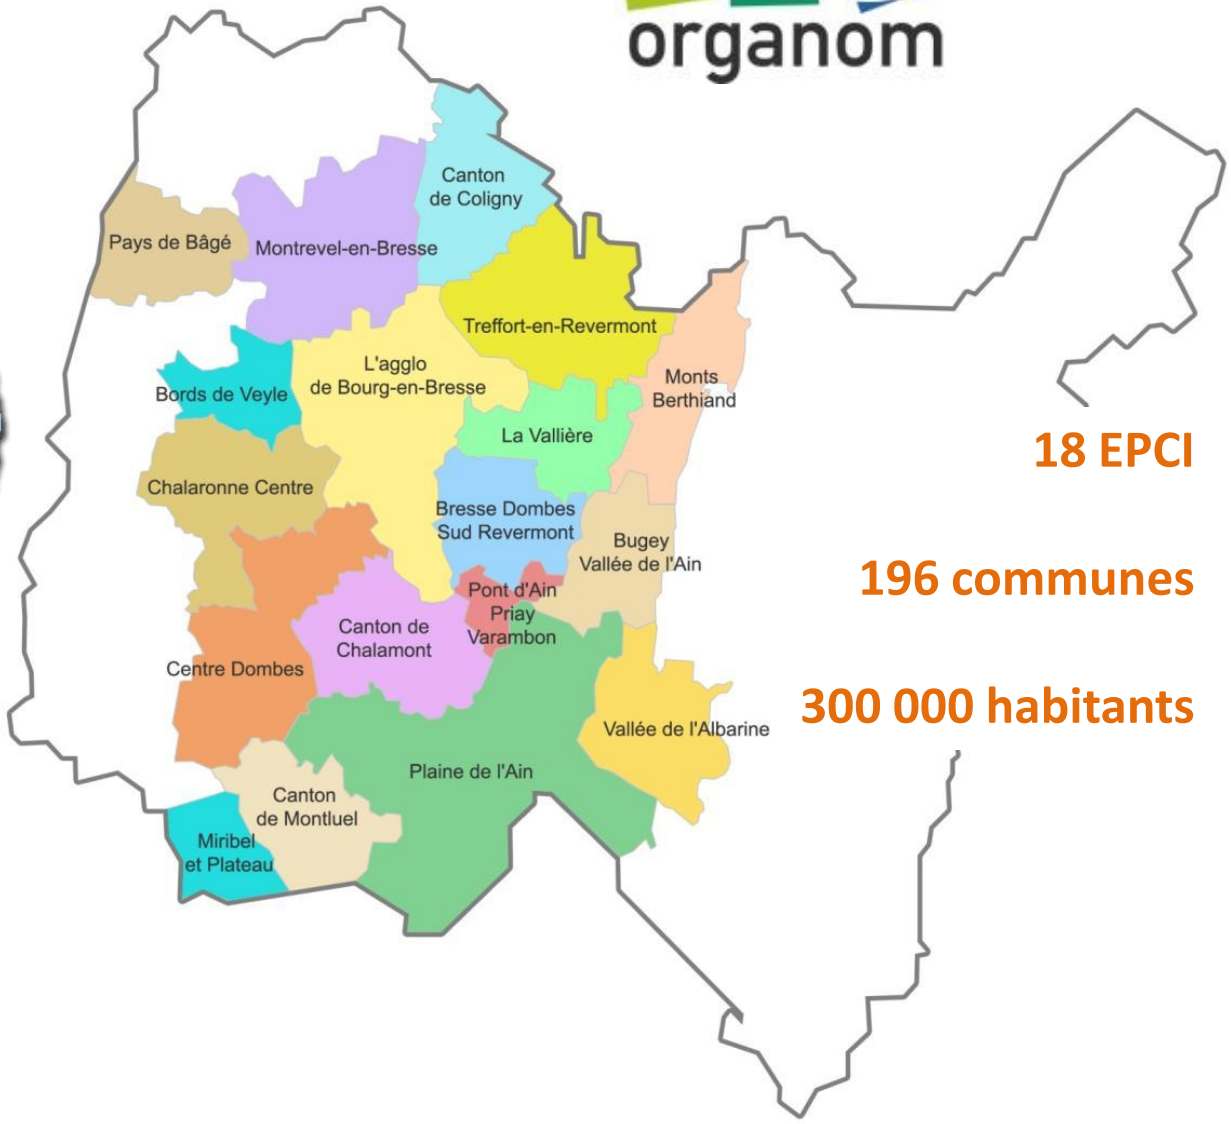 organom
Canton
de Coligny
Pays de Bâgé
Montrevel-en-Bresse
Treffort-en-Revermont
L'agglo
de Bourg-en-Bresse
Monts
Berthiand
Bords de Veyle
La Vallière
18 EPCI
Chalaronne Centre
Bresse Dombes
Sud Revermont
Bugey
Vallée de l'Ain
196 communes
Pont d'Ain
Priay
Varambon
Canton de
Chalamont
Centre Dombes
300 000 habitants
Vallée de l'Albarine
Plaine de l'Ain
Canton
de Montluel
Miribel
et Plateau